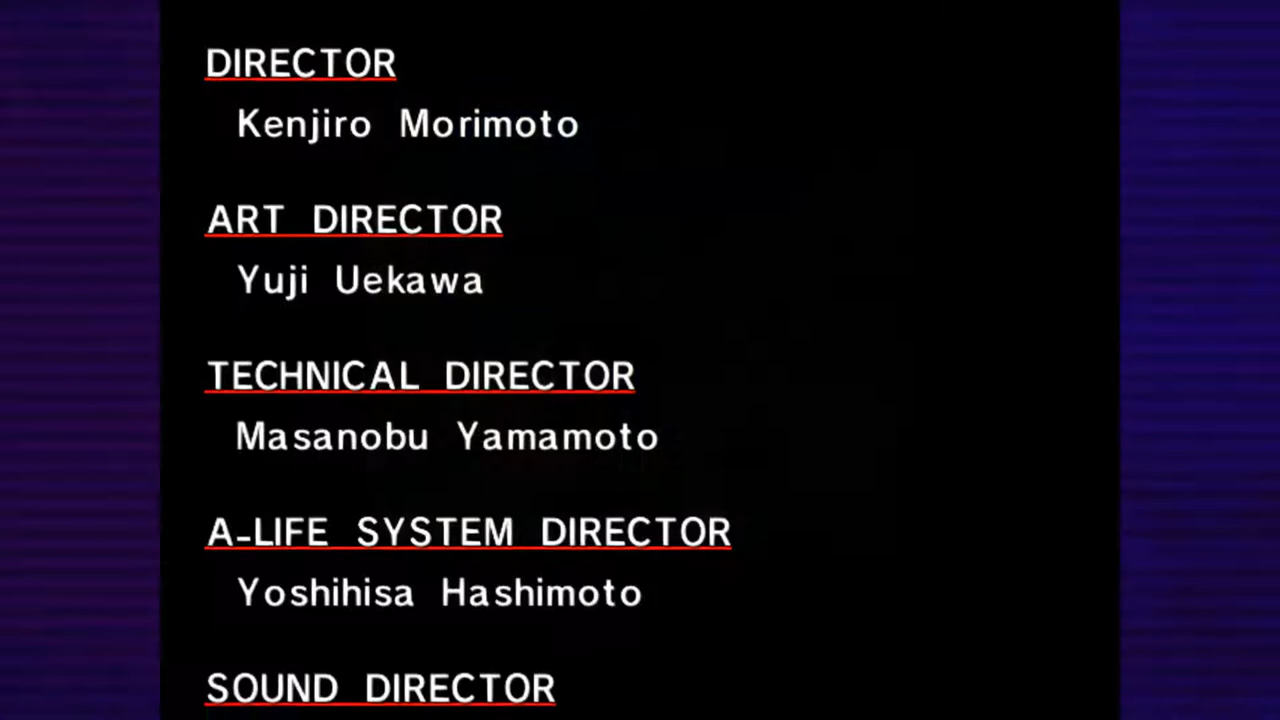 DIRECTOR
Kenjiro Morimoto
ART DIRECTOR
Yuji Uekawa
TECHNICAL DIRECTOR
Masanobu Yamamoto
A-LIFE SYSTEM DIRECTOR
Yoshihisa Hashimoto
SOUND DIRECTOR